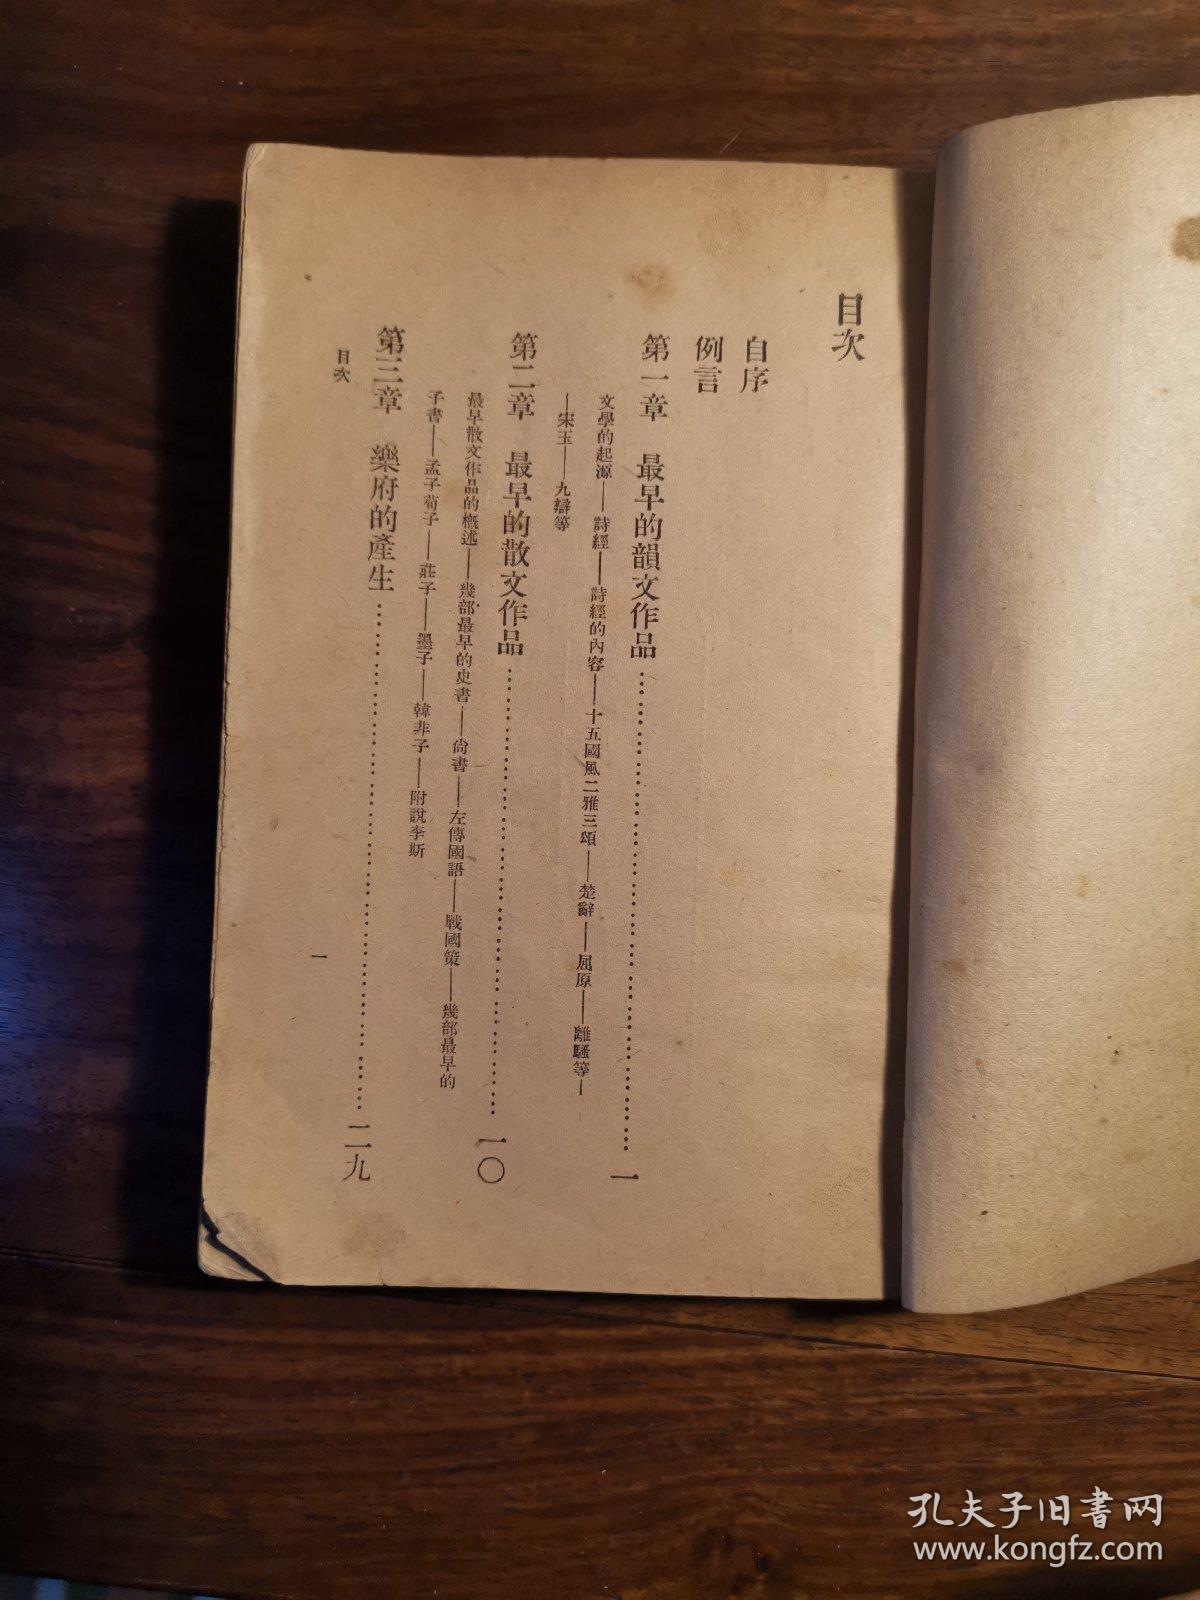 目次
自序
例言
第一章　最早的韻文作品……………………一
文學的起源——詩經——詩經的內容——十五國風二雅三頌——楚辭——屈原——離騷等—
—宋玉——九辯等
第二章　最早的散文作品……………………一〇
最早散文作品的概述——幾部最早的史書——尙書——左傳國語——戰國策——幾部最早的
子書——孟子荀子——莊子——墨子——韓非子——附說李斯
第三章　樂府的產生……………………二九
目次
一
孔夫子旧书网
www.kongfz.com